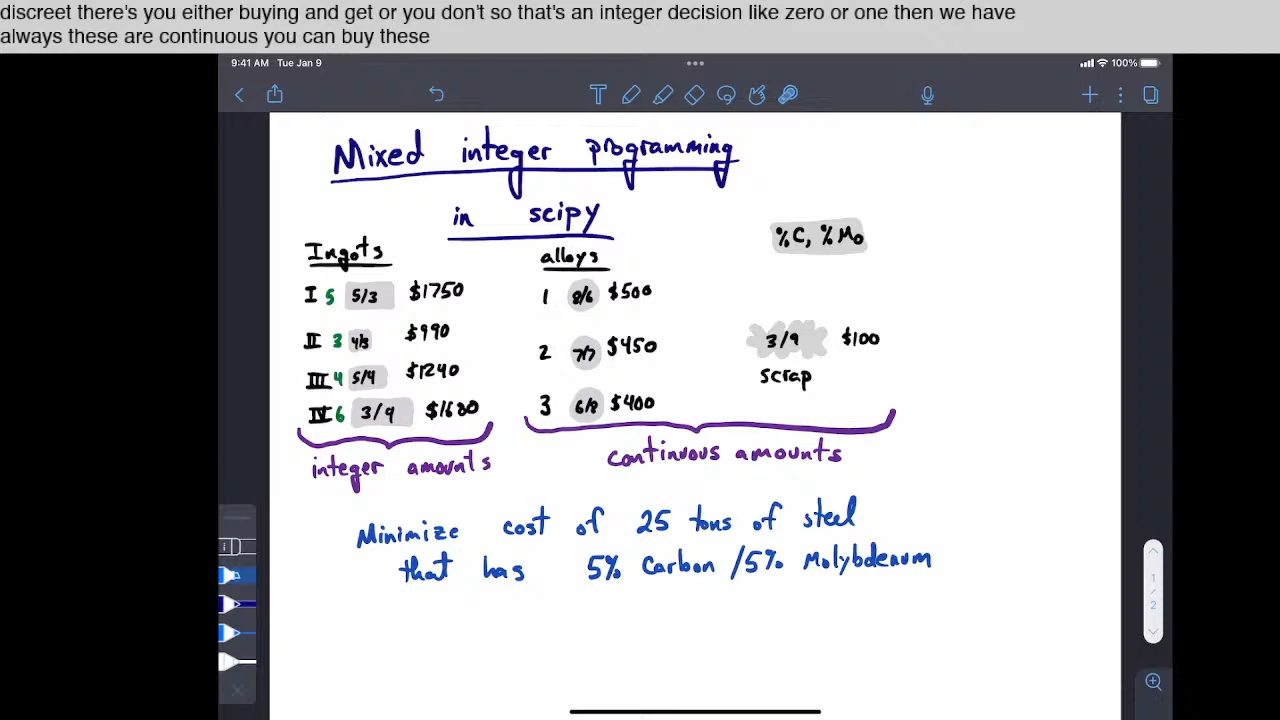 discreet there's you either buying and get or you don't so that's an integer decision like zero or one then we have
always these are continuous you can buy these
9:41 AM Tue Jan 9
100%
Mixed integer programming
in scipy
%C, %Mo
Ingots
I 5 5/3 $1750
II 3 4/3 $990
III 4 5/4 $1240
IV 6 3/4 $1680
integer amounts
alloys
1 8/6 $500
2 7/7 $450
3 6/8 $400
3/9 $100
scrap
continuous amounts
Minimize cost of 25 tons of steel
that has 5% Carbon /5% Molybdenum
1
/
2